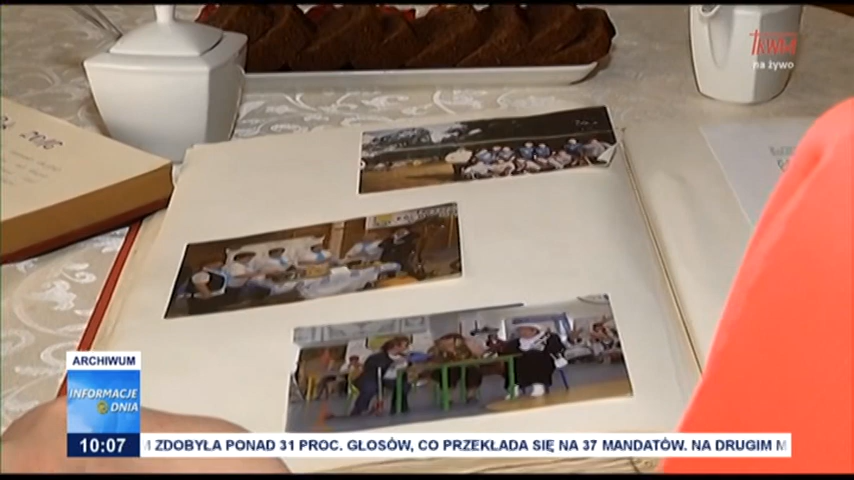 TRWAM
na żywo
2016
ARCHIWUM
INFORMACJE
DNIA
10:07
M ZDOBYŁA PONAD 31 PROC. GŁOSÓW, CO PRZEKŁADA SIĘ NA 37 MANDATÓW. NA DRUGIM M